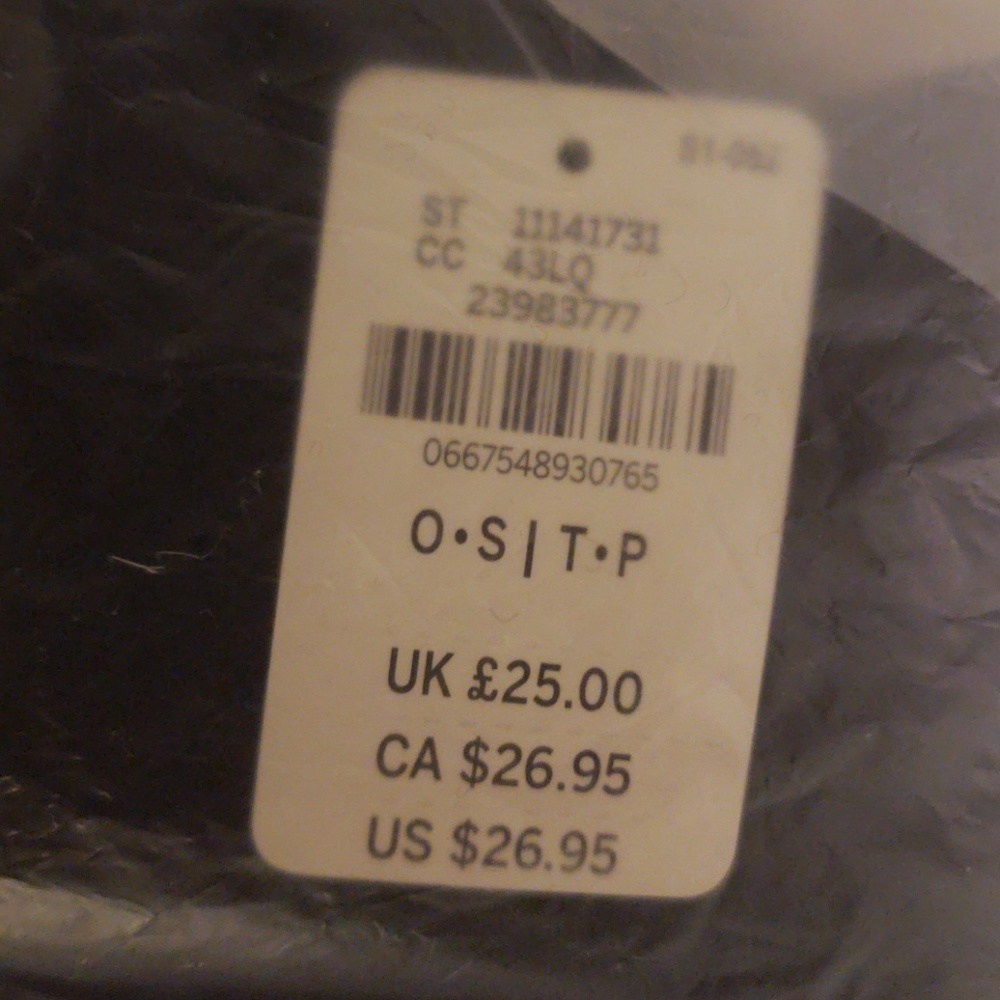 ST 11141731
CC 43LQ
23983777
0667548930765
O•S | T•P
UK £25.00
CA $26.95
US $26.95